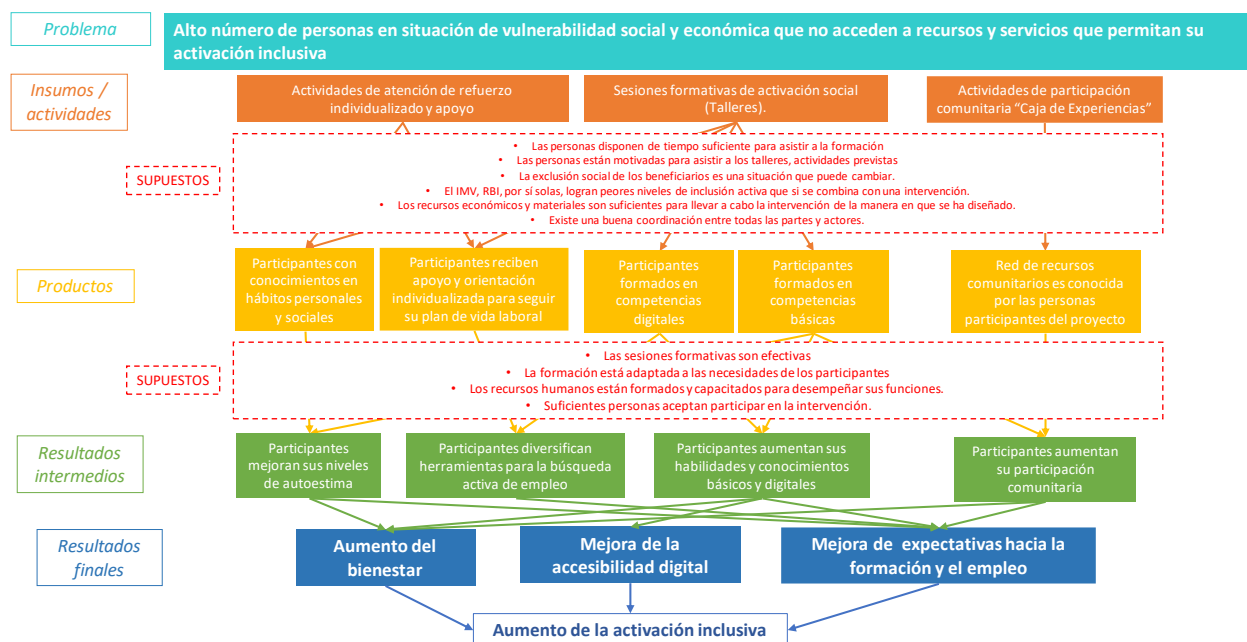 Problema
Alto número de personas en situación de vulnerabilidad social y económica que no acceden a recursos y servicios que permitan su
activación inclusiva
Insumos /
actividades
Actividades de atención de refuerzo
individualizado y apoyo
Sesiones formativas de activación social
(Talleres).
Actividades de participación
comunitaria “Caja de Experiencias”
SUPUESTOS
• Las personas disponen de tiempo suficiente para asistir a la formación
• Las personas están motivadas para asistir a los talleres, actividades previstas
• La exclusión social de los beneficiarios es una situación que puede cambiar.
• El IMV, RBI, por sí solas, logran peores niveles de inclusión activa que si se combina con una intervención.
• Los recursos económicos y materiales son suficientes para llevar a cabo la intervención de la manera en que se ha diseñado.
• Existe una buena coordinación entre todas las partes y actores.
Productos
Participantes con
conocimientos en
hábitos personales
y sociales
Participantes reciben
apoyo y orientación
individualizada para seguir
su plan de vida laboral
Participantes
formados en
competencias
digitales
Participantes
formados en
competencias
básicas
Red de recursos
comunitarios es conocida
por las personas
participantes del proyecto
SUPUESTOS
• Las sesiones formativas son efectivas
• La formación está adaptada a las necesidades de los participantes
• Los recursos humanos están formados y capacitados para desempeñar sus funciones.
• Suficientes personas aceptan participar en la intervención.
Resultados
intermedios
Participantes
mejoran sus niveles
de autoestima
Participantes diversifican
herramientas para la búsqueda
activa de empleo
Participantes aumentan sus
habilidades y conocimientos
básicos y digitales
Participantes aumentan
su participación
comunitaria
Resultados
finales
Aumento del
bienestar
Mejora de la
accesibilidad digital
Mejora de expectativas hacia la
formación y el empleo
Aumento de la activación inclusiva